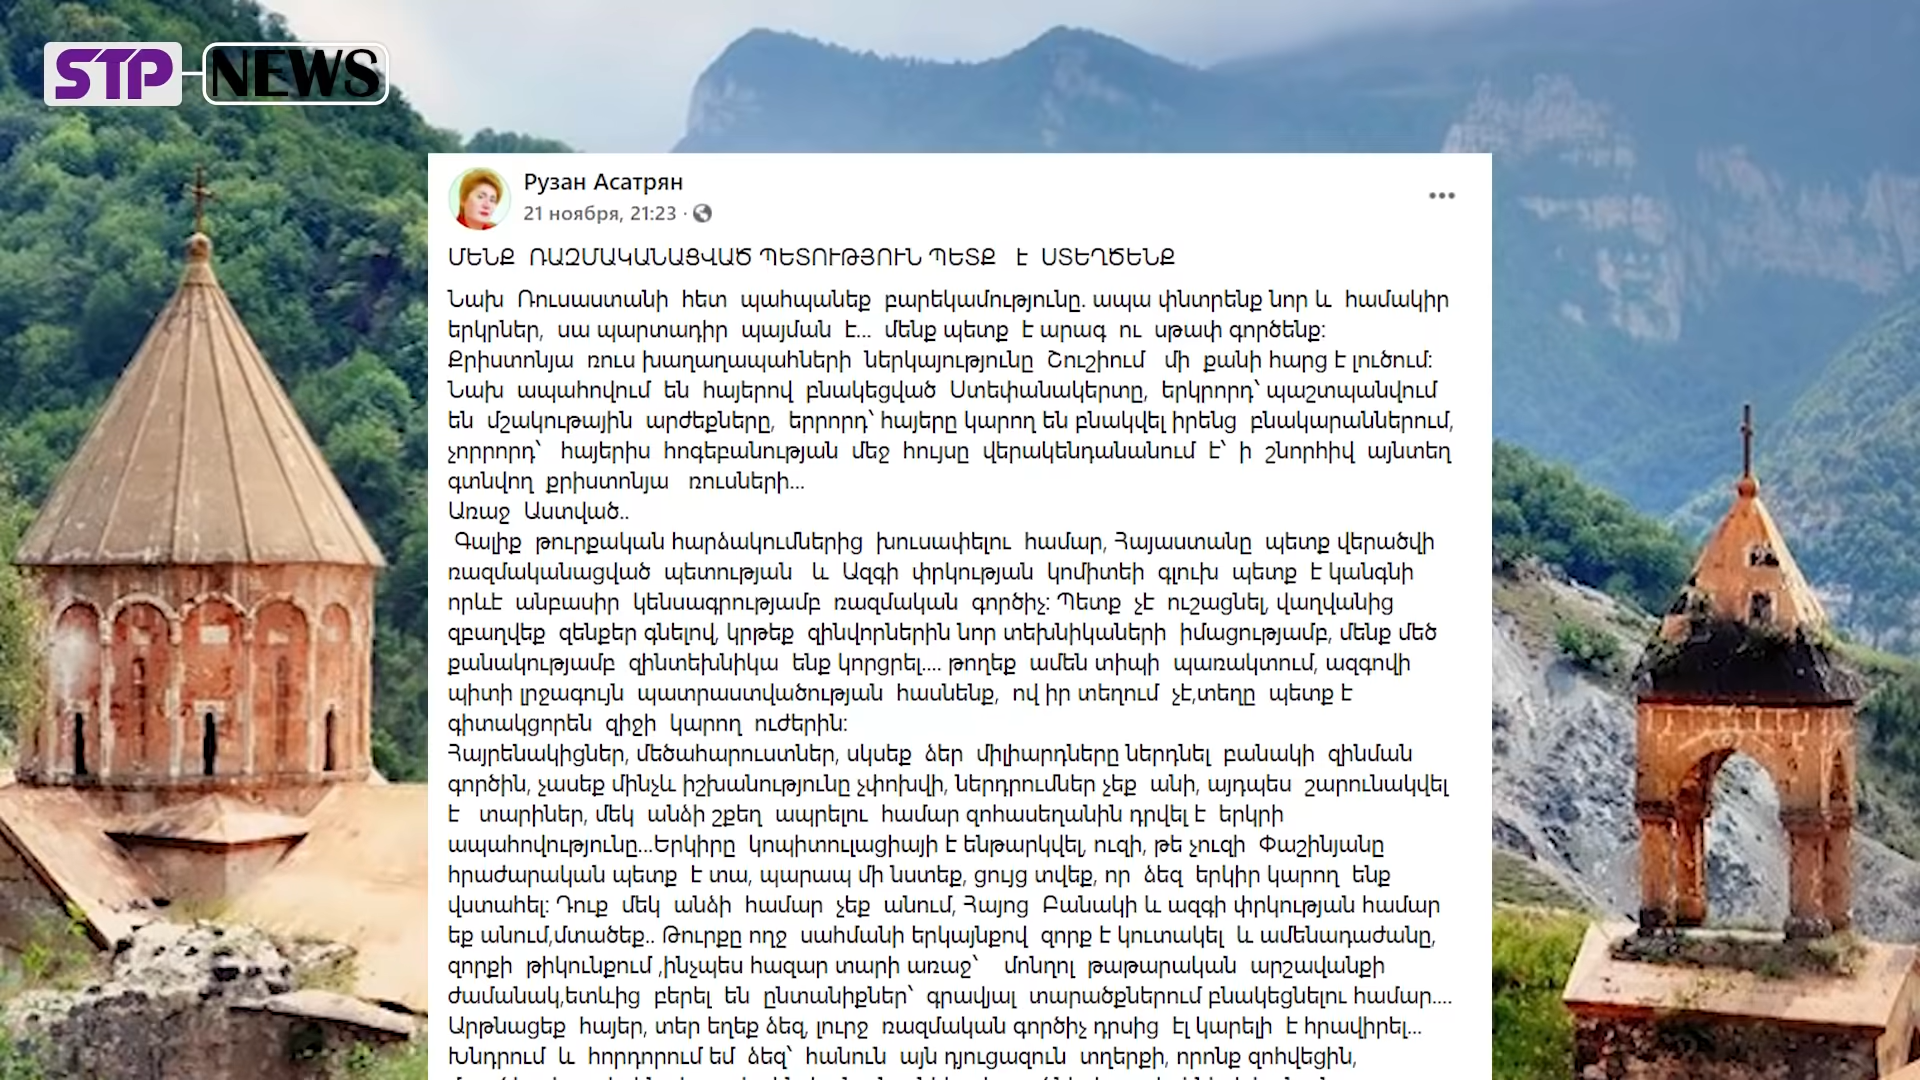 STP NEWS
Рузан Асатрян
21 ноября, 21:23 ·
ՄԵՆՔ ՌԱԶՄԱԿԱՆԱՑՎԱԾ ՊԵՏՈՒԹՅՈՒՆ ՊԵՏՔ Է ՍՏԵՂԾԵՆՔ
Նախ Ռուսաստանի հետ պահպանեք բարեկամությունը. ապա փնտրենք նոր և համակիր
երկրներ, սա պարտադիր պայման է... մենք պետք է արագ ու սթափ գործենք:
Քրիստոնյա ռուս խաղաղապահների ներկայությունը Շուշիում մի քանի հարց է լուծում:
Նախ ապահովում են հայերով բնակեցված Ստեփանակերտը, երկրորդ՝ պաշտպանվում
են մշակութային արժեքները, երրորդ՝ հայերը կարող են բնակվել իրենց բնակարաններում,
չորրորդ՝ հայերիս հոգեբանության մեջ հույսը վերակենդանանում է՝ ի շնորհիվ այնտեղ
գտնվող քրիստոնյա ռուսների...
Առաջ Աստված..
Գալիք թուրքական հարձակումներից խուսափելու համար, Հայաստանը պետք վերածվի
ռազմականացված պետության և Ազգի փրկության կոմիտեի գլուխ պետք է կանգնի
որևէ անբասիր կենսագրությամբ ռազմական գործիչ: Պետք չէ ուշացնել, վաղվանից
զբաղվեք զենքեր գնելով, կրթեք զինվորներին նոր տեխնիկաների իմացությամբ, մենք մեծ
քանակությամբ զինտեխնիկա ենք կորցրել.... թողեք ամեն տիպի պառակտում, ազգովի
պիտի լրջագույն պատրաստվածության հասնենք, ով իր տեղում չէ,տեղը պետք է
գիտակցորեն զիջի կարող ուժերին:
Հայրենակիցներ, մեծահարուստներ, սկսեք ձեր միլիարդները ներդնել բանակի զինման
գործին, չասեք մինչև իշխանությունը չփոխվի, ներդրումներ չեք անի, այդպես շարունակվել
է տարիներ, մեկ անձի շքեղ ապրելու համար զոհասեղանին դրվել է երկրի
ապահովությունը...Երկիրը կոպիտուլացիայի է ենթարկվել, ուզի, թե չուզի Փաշինյանը
հրաժարական պետք է տա, պարապ մի նստեք, ցույց տվեք, որ ձեզ երկիր կարող ենք
վստահել: Դուք մեկ անձի համար չեք անում, Հայոց Բանակի և ազգի փրկության համար
եք անում,մտածեք.. Թուրքը ողջ սահմանի երկայնքով զորք է կուտակել և ամենադաժանը,
զորքի թիկունքում ,ինչպես հազար տարի առաջ՝ մոնղոլ թաթարական արշավանքի
ժամանակ,ետևից բերել են ընտանիքներ՝ գրավյալ տարածքներում բնակեցնելու համար....
Արթնացեք հայեր, տեր եղեք ձեզ, լուրջ ռազմական գործիչ դրսից էլ կարելի է հրավիրել...
Խնդրում և հորդորում եմ ձեզ՝ հանուն այն դյուցազուն տղերքի, որոնք զոհվեցին,